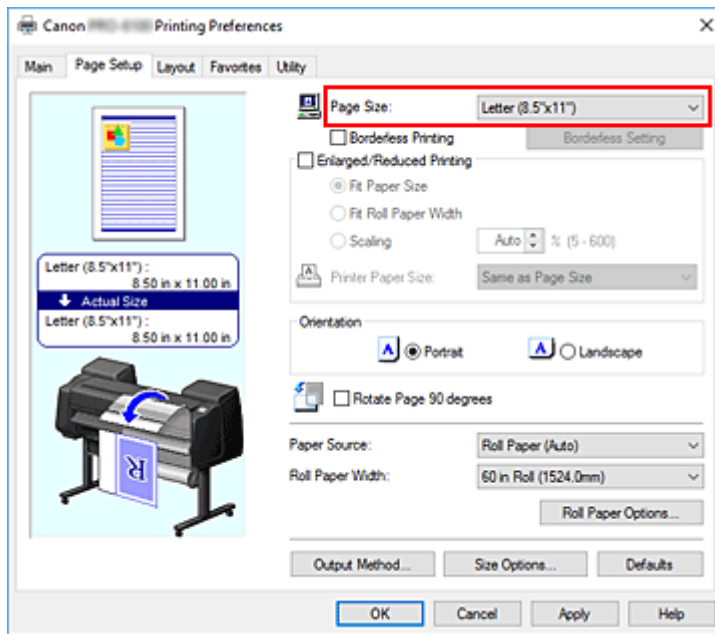 Canon Printing Preferences
Main Page Setup Layout Favorites Utility
Page Size: Letter (8.5"x11")
Borderless Printing Borderless Setting
Enlarged/Reduced Printing
Fit Paper Size
Fit Roll Paper Width
Scaling Auto % (5 - 600)
Printer Paper Size: Same as Page Size
Letter (8.5"x11") :
8.50 in x 11.00 in
Actual Size
Letter (8.5"x11") :
8.50 in x 11.00 in
Orientation
A Portrait A Landscape
Rotate Page 90 degrees
R
Paper Source: Roll Paper (Auto)
Roll Paper Width: 60 in Roll (1524.0mm)
Roll Paper Options...
Output Method... Size Options... Defaults
OK Cancel Apply Help